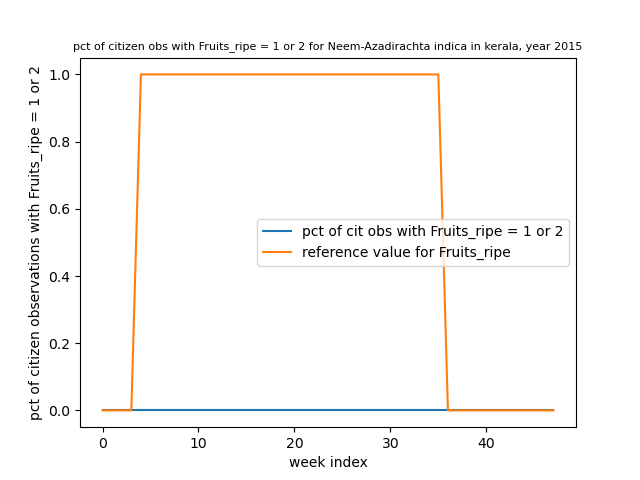 pct of citizen obs with Fruits_ripe = 1 or 2 for Neem-Azadirachta indica in kerala, year 2015
pct of citizen observations with Fruits_ripe = 1 or 2
1.0
0.8
0.6
0.4
0.2
0.0
pct of cit obs with Fruits_ripe = 1 or 2
reference value for Fruits_ripe
0 10 20 30 40
week index